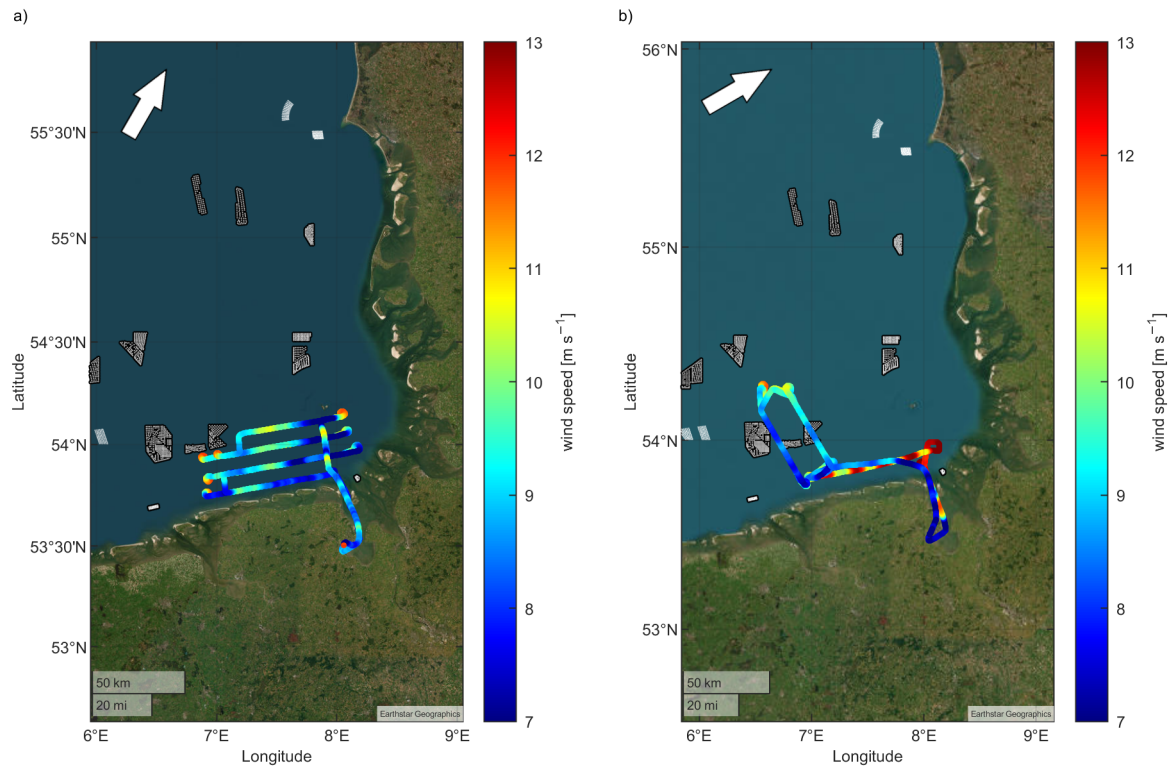 a)
55°30'N
55°N
54°30'N
54°N
53°30'N
53°N
Latitude
50 km
20 mi
Earthstar Geographics
6°E
7°E
8°E
9°E
Longitude
13
12
11
10
9
8
7
wind speed [m s⁻¹]
b)
56°N
55°N
54°N
53°N
Latitude
50 km
20 mi
Earthstar Geographics
6°E
7°E
8°E
9°E
Longitude
13
12
11
10
9
8
7
wind speed [m s⁻¹]